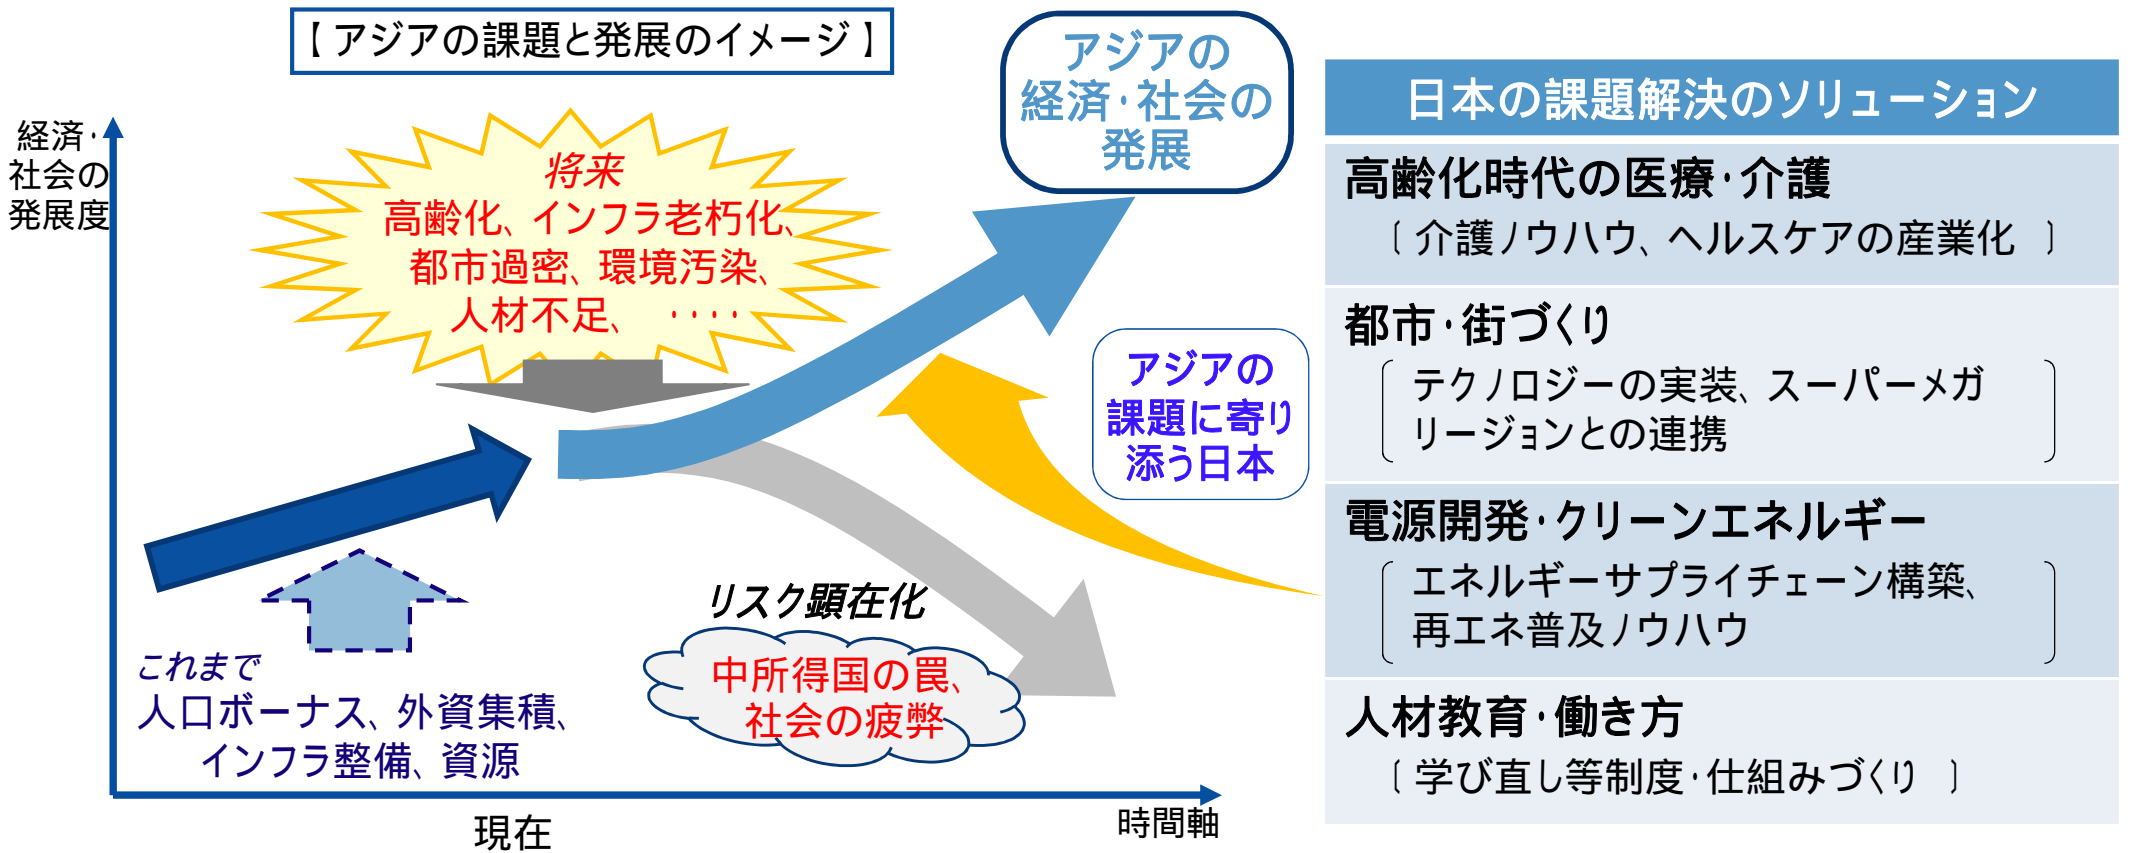 【 アジアの課題と発展のイメージ 】
経済・
社会の
発展度
将来
高齢化、インフラ老朽化、
都市過密、環境汚染、
人材不足、 ・・・・
アジアの
経済・社会の
発展
アジアの
課題に寄り
添う日本
リスク顕在化
中所得国の罠、
社会の疲弊
これまで
人口ボーナス、外資集積、
インフラ整備、資源
現在
時間軸
日本の課題解決のソリューション
高齢化時代の医療・介護
〔 介護ノウハウ、ヘルスケアの産業化 〕
都市・街づくり
テクノロジーの実装、スーパーメガ
リージョンとの連携
電源開発・クリーンエネルギー
エネルギーサプライチェーン構築、
再エネ普及ノウハウ
人材教育・働き方
〔 学び直し等制度・仕組みづくり 〕